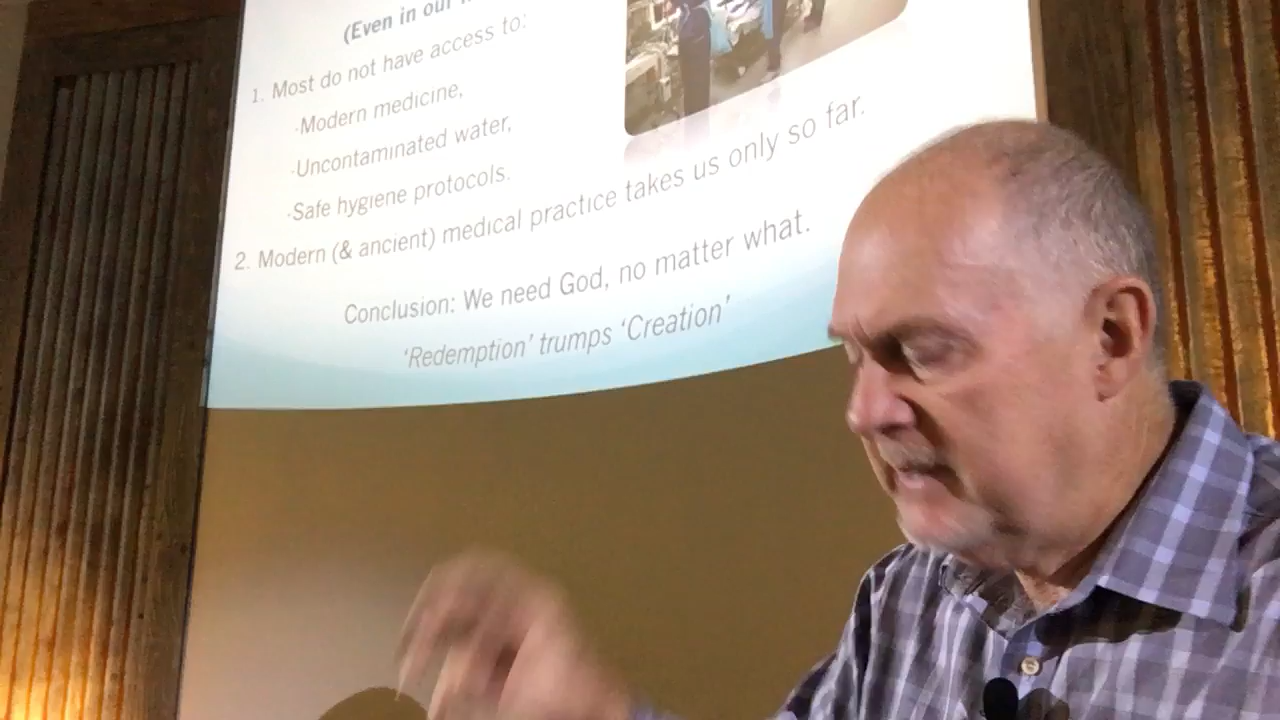 (Even in our
1. Most do not have access to:
-Modern medicine,
-Uncontaminated water,
-Safe hygiene protocols.
2. Modern (& ancient) medical practice takes us only so far.
Conclusion: We need God, no matter what.
'Redemption' trumps 'Creation'